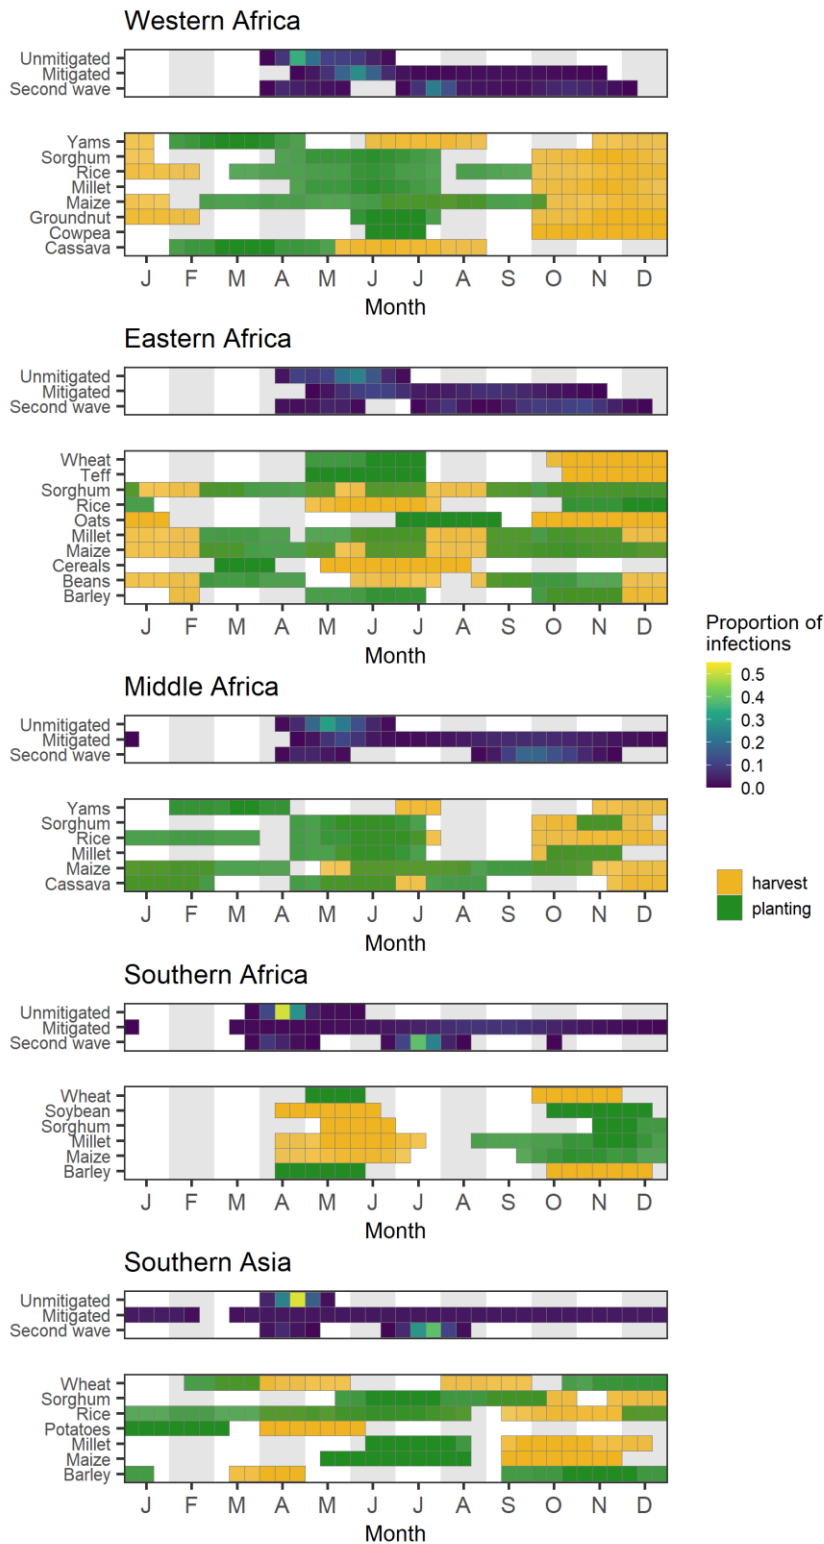 Western Africa
Unmitigated
Mitigated
Second wave
Yams
Sorghum
Rice
Millet
Maize
Groundnut
Cowpea
Cassava
J F M A M J J A S O N D
Month
Eastern Africa
Unmitigated
Mitigated
Second wave
Wheat
Teff
Sorghum
Rice
Oats
Millet
Maize
Cereals
Beans
Barley
J F M A M J J A S O N D
Month
Proportion of
infections
0.5
0.4
0.3
0.2
0.1
0.0
Middle Africa
Unmitigated
Mitigated
Second wave
Yams
Sorghum
Rice
Millet
Maize
Cassava
J F M A M J J A S O N D
Month
harvest
planting
Southern Africa
Unmitigated
Mitigated
Second wave
Wheat
Soybean
Sorghum
Millet
Maize
Barley
J F M A M J J A S O N D
Month
Southern Asia
Unmitigated
Mitigated
Second wave
Wheat
Sorghum
Rice
Potatoes
Millet
Maize
Barley
J F M A M J J A S O N D
Month